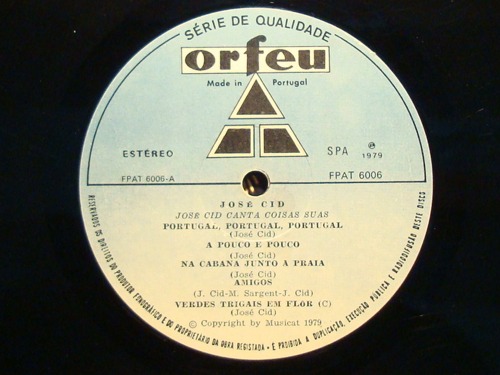 SÉRIE DE QUALIDADE
orfeu
Made in Portugal
ESTÉREO
SPA ℗ 1979
FPAT 6006-A
FPAT 6006
JOSÉ CID
JOSÉ CID CANTA COISAS SUAS
PORTUGAL, PORTUGAL, PORTUGAL
(José Cid)
A POUCO E POUCO
(José Cid)
NA CABANA JUNTO À PRAIA
(José Cid)
AMIGOS
(J. Cid-M. Sargent-J. Cid)
VERDES TRIGAIS EM FLOR (C)
(José Cid)
© Copyright by Musicat 1979
RESERVADOS OS DIREITOS DO PRODUTOR FONOGRÁFICO E DO PROPRIETÁRIO DA OBRA REGISTADA - É PROIBIDA A DUPLICAÇÃO, EXECUÇÃO PÚBLICA E RADIODIFUSÃO DESTE DISCO